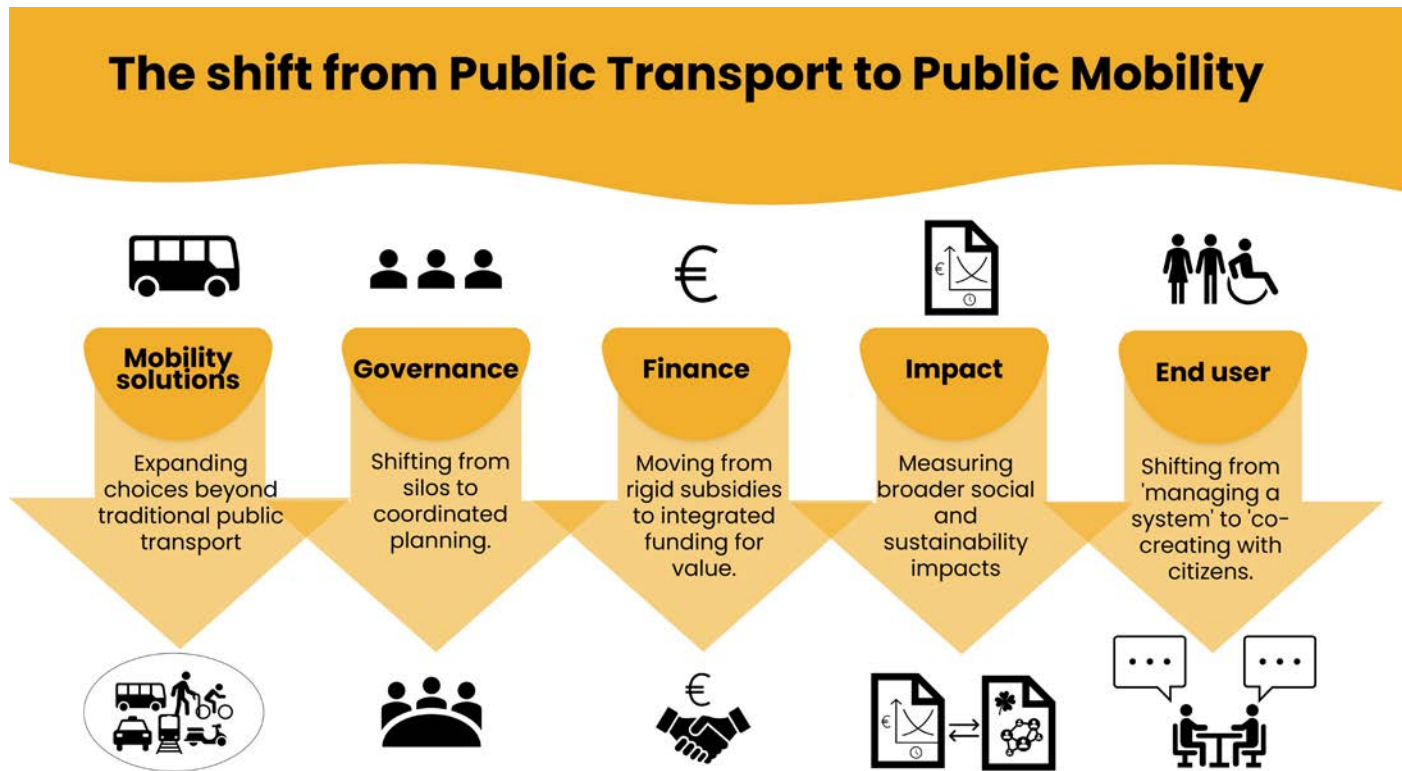 The shift from Public Transport to Public Mobility
€
Mobility
solutions
Governance
Finance
Impact
End user
Expanding
choices beyond
traditional public
transport
Shifting from
silos to
coordinated
planning.
Moving from
rigid subsidies
to integrated
funding for
value.
Measuring
broader social
and
sustainability
impacts
Shifting from
'managing a
system' to 'co-
creating with
citizens.
€
€
€